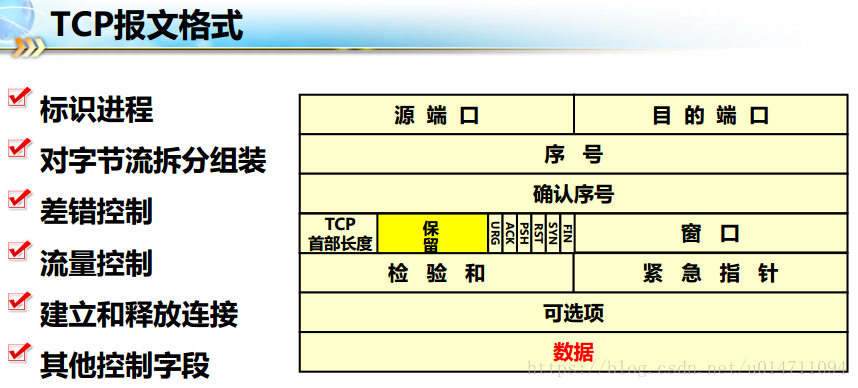 TCP报文格式
标识进程
对字节流拆分组装
差错控制
流量控制
建立和释放连接
其他控制字段
源 端 口
目 的 端 口
序 号
确认序号
TCP
首部长度
保
留
URG
ACK
PSH
RST
SYN
FIN
窗 口
检 验 和
紧 急 指 针
可选项
数据
https://blog.csdn.net/u014711094